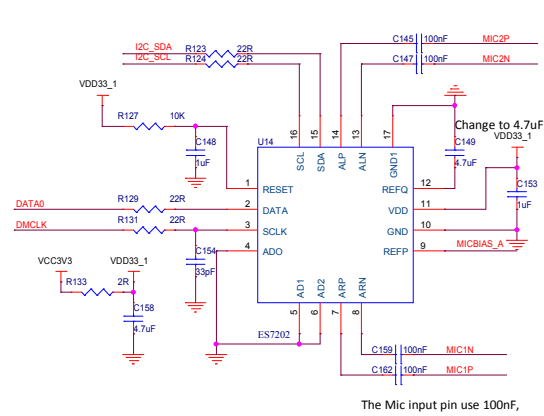 C145 100nF MIC2P
I2C_SDA R123 22R
I2C_SCL R124 22R C147 100nF MIC2N
VDD33_1
R127 10K
C148
1uF
U14
16 15 14 13 17
SCL SDA ALP ALN GND1
Change to 4.7uF
VDD33_1
C149
4.7uF
1 RESET REFQ 12
C153
1uF
DATA0 R129 22R 2 DATA VDD 11
DMCLK R131 22R 3 SCLK GND 10
4 ADO REFP 9 MICBIAS_A
C154
33pF
VCC3V3 VDD33_1
R133 2R
C158
4.7uF
AD1 AD2 ARP ARN
5 6 7 8
ES7202
C159 100nF MIC1N
C162 100nF MIC1P
The Mic input pin use 100nF,